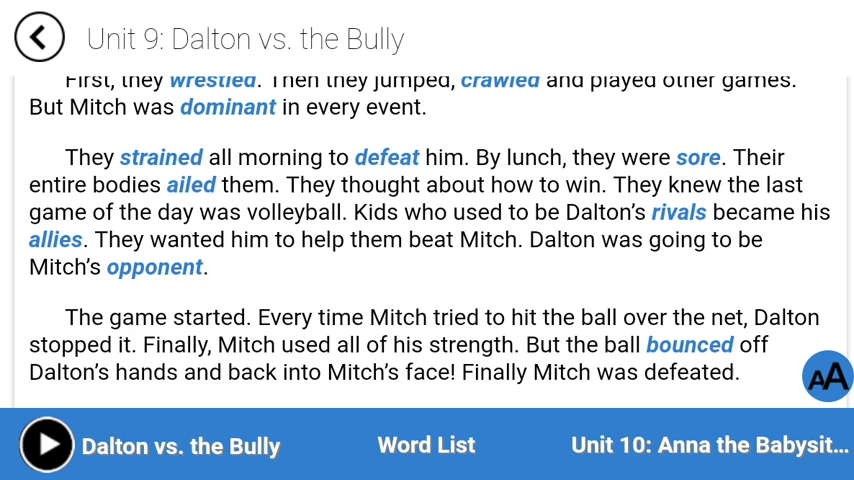 Unit 9: Dalton vs. the Bully
First, they wrestled. Then they jumped, crawled and played other games.
But Mitch was dominant in every event.
They strained all morning to defeat him. By lunch, they were sore. Their
entire bodies ailed them. They thought about how to win. They knew the last
game of the day was volleyball. Kids who used to be Dalton's rivals became his
allies. They wanted him to help them beat Mitch. Dalton was going to be
Mitch's opponent.
The game started. Every time Mitch tried to hit the ball over the net, Dalton
stopped it. Finally, Mitch used all of his strength. But the ball bounced off
Dalton's hands and back into Mitch's face! Finally Mitch was defeated.
AA
Dalton vs. the Bully
Word List
Unit 10: Anna the Babysit...